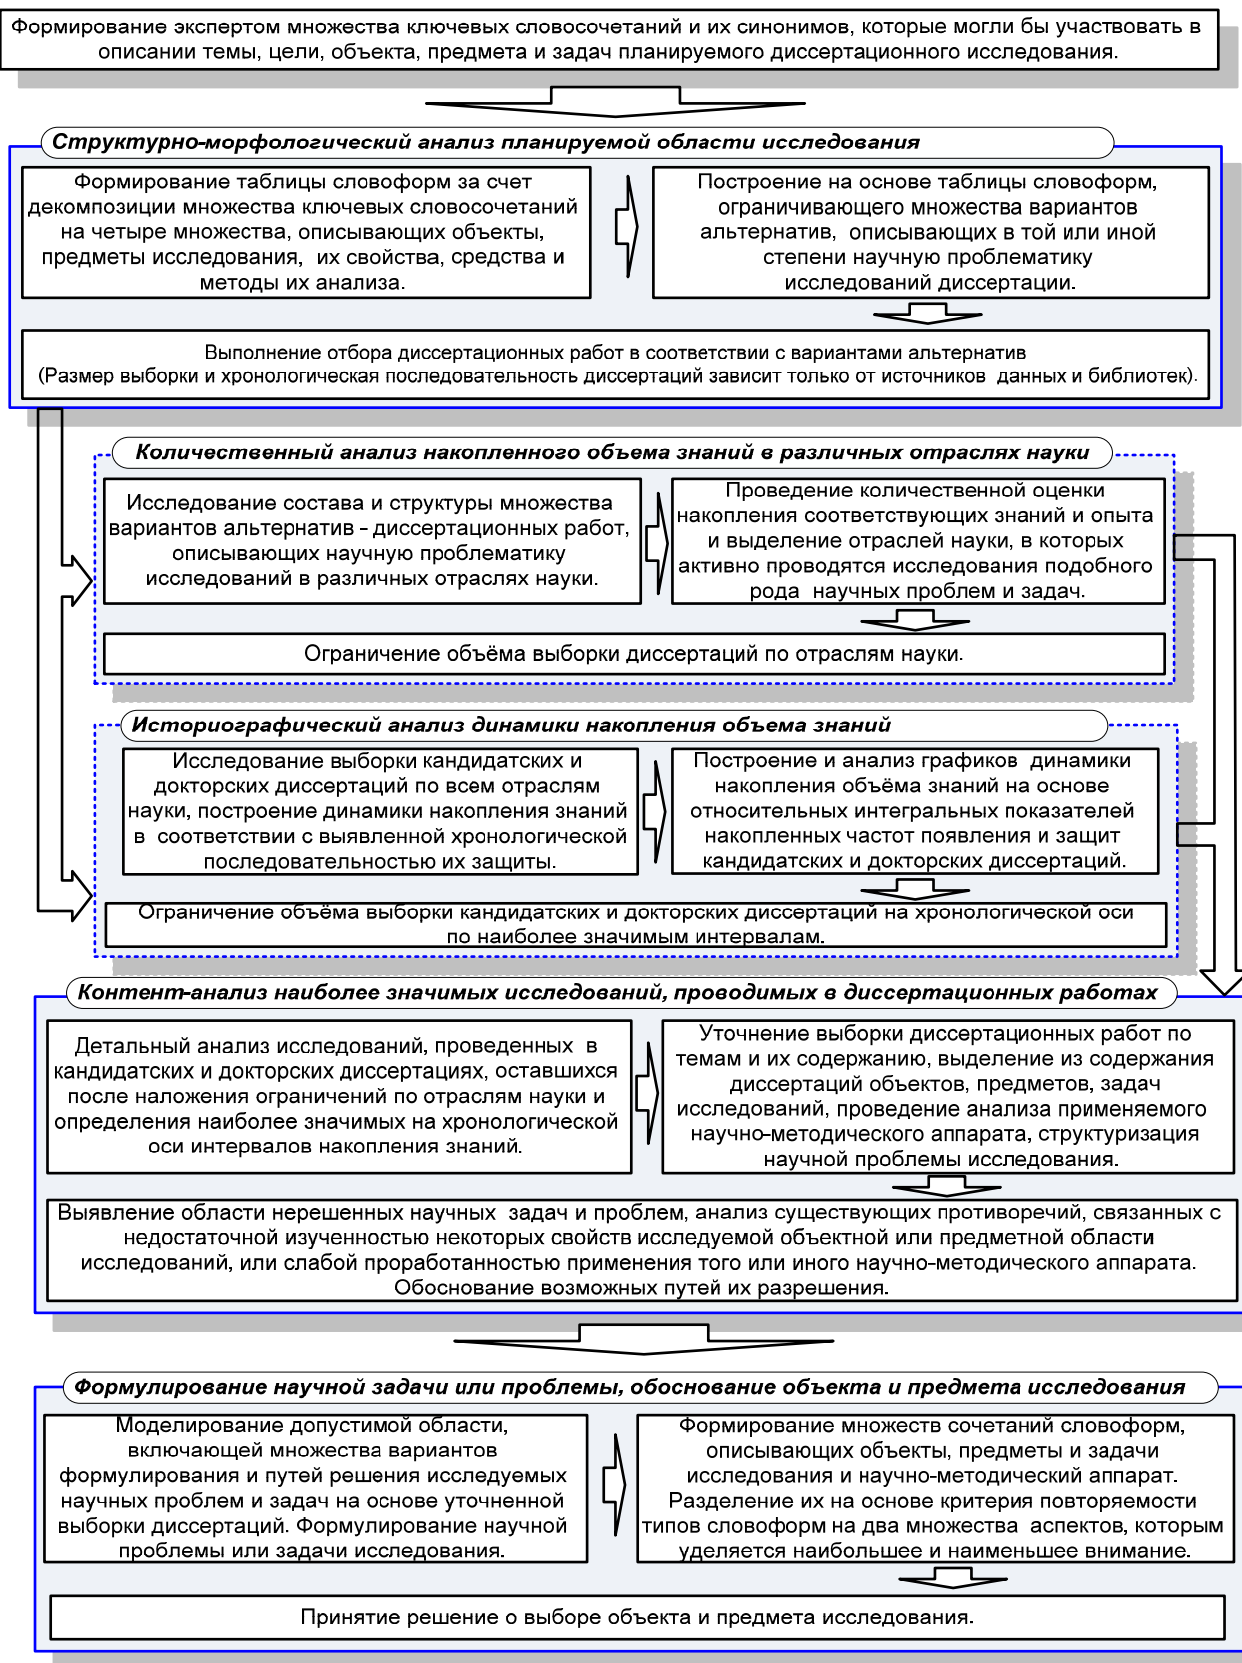 Формирование экспертом множества ключевых словосочетаний и их синонимов, которые могли бы участвовать в
описании темы, цели, объекта, предмета и задач планируемого диссертационного исследования.
Структурно-морфологический анализ планируемой области исследования
Формирование таблицы словоформ за счет
декомпозиции множества ключевых словосочетаний
на четыре множества, описывающих объекты,
предметы исследования, их свойства, средства и
методы их анализа.
Построение на основе таблицы словоформ,
ограничивающего множества вариантов
альтернатив, описывающих в той или иной
степени научную проблематику
исследований диссертации.
Выполнение отбора диссертационных работ в соответствии с вариантами альтернатив
(Размер выборки и хронологическая последовательность диссертаций зависит только от источников данных и библиотек).
Количественный анализ накопленного объема знаний в различных отраслях науки
Исследование состава и структуры множества
вариантов альтернатив - диссертационных работ,
описывающих научную проблематику
исследований в различных отраслях науки.
Проведение количественной оценки
накопления соответствующих знаний и опыта
и выделение отраслей науки, в которых
активно проводятся исследования подобного
рода научных проблем и задач.
Ограничение объёма выборки диссертаций по отраслям науки.
Историографический анализ динамики накопления объема знаний
Исследование выборки кандидатских и
докторских диссертаций по всем отраслям
науки, построение динамики накопления знаний
в соответствии с выявленной хронологической
последовательностью их защиты.
Построение и анализ графиков динамики
накопления объёма знаний на основе
относительных интегральных показателей
накопленных частот появления и защит
кандидатских и докторских диссертаций.
Ограничение объёма выборки кандидатских и докторских диссертаций на хронологической оси
по наиболее значимым интервалам.
Контент-анализ наиболее значимых исследований, проводимых в диссертационных работах
Детальный анализ исследований, проведенных в
кандидатских и докторских диссертациях, оставшихся
после наложения ограничений по отраслям науки и
определения наиболее значимых на хронологической
оси интервалов накопления знаний.
Уточнение выборки диссертационных работ по
темам и их содержанию, выделение из содержания
диссертаций объектов, предметов, задач
исследований, проведение анализа применяемого
научно-методического аппарата, структуризация
научной проблемы исследования.
Выявление области нерешенных научных задач и проблем, анализ существующих противоречий, связанных с
недостаточной изученностью некоторых свойств исследуемой объектной или предметной области
исследований, или слабой проработанностью применения того или иного научно-методического аппарата.
Обоснование возможных путей их разрешения.
Формулирование научной задачи или проблемы, обоснование объекта и предмета исследования
Моделирование допустимой области,
включающей множества вариантов
формулирования и путей решения исследуемых
научных проблем и задач на основе уточненной
выборки диссертаций. Формулирование научной
проблемы или задачи исследования.
Формирование множеств сочетаний словоформ,
описывающих объекты, предметы и задачи
исследования и научно-методический аппарат.
Разделение их на основе критерия повторяемости
типов словоформ на два множества аспектов, которым
уделяется наибольшее и наименьшее внимание.
Принятие решение о выборе объекта и предмета исследования.